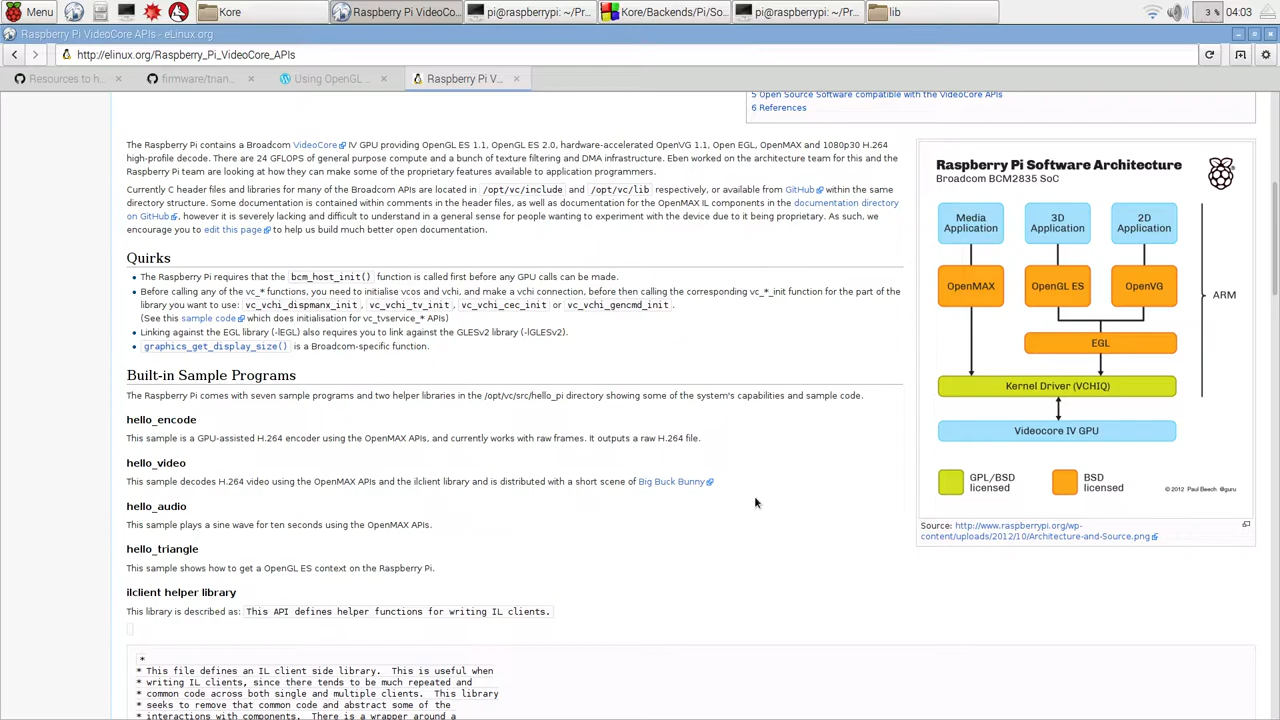 Menu
Kore
Raspberry Pi VideoCo...
pi@raspberrypi: ~/Pr...
Kore/Backends/Pi/So...
pi@raspberrypi: ~/Pr...
lib
3 %
04:03
Raspberry Pi VideoCore APIs - eLinux.org
http://elinux.org/Raspberry_Pi_VideoCore_APIs
Resources to h...
firmware/trian...
Using OpenGL ...
Raspberry Pi V...
5 Open Source Software compatible with the VideoCore APIs
6 References
The Raspberry Pi contains a Broadcom VideoCore IV GPU providing OpenGL ES 1.1, OpenGL ES 2.0, hardware-accelerated OpenVG 1.1, Open EGL, OpenMAX and 1080p30 H.264
high-profile decode. There are 24 GFLOPS of general purpose compute and a bunch of texture filtering and DMA infrastructure. Eben worked on the architecture team for this and the
Raspberry Pi team are looking at how they can make some of the proprietary features available to application programmers.
Currently C header files and libraries for many of the Broadcom APIs are located in /opt/vc/include and /opt/vc/lib respectively, or available from GitHub within the same
directory structure. Some documentation is contained within comments in the header files, as well as documentation for the OpenMAX IL components in the documentation directory
on GitHub, however it is severely lacking and difficult to understand in a general sense for people wanting to experiment with the device due to it being proprietary. As such, we
encourage you to edit this page to help us build much better open documentation.
Quirks
The Raspberry Pi requires that the bcm_host_init() function is called first before any GPU calls can be made.
Before calling any of the vc_* functions, you need to initialise vcos and vchi, and make a vchi connection, before then calling the corresponding vc_*_init function for the part of the
library you want to use: vc_vchi_dispmanx_init, vc_vchi_tv_init, vc_vchi_cec_init or vc_vchi_gencmd_init.
(See this sample code which does initialisation for vc_tvservice_* APIs)
Linking against the EGL library (-lEGL) also requires you to link against the GLESv2 library (-lGLESv2).
graphics_get_display_size() is a Broadcom-specific function.
Built-in Sample Programs
The Raspberry Pi comes with seven sample programs and two helper libraries in the /opt/vc/src/hello_pi directory showing some of the system's capabilities and sample code.
hello_encode
This sample is a GPU-assisted H.264 encoder using the OpenMAX APIs, and currently works with raw frames. It outputs a raw H.264 file.
hello_video
This sample decodes H.264 video using the OpenMAX APIs and the ilclient library and is distributed with a short scene of Big Buck Bunny
hello_audio
This sample plays a sine wave for ten seconds using the OpenMAX APIs.
hello_triangle
This sample shows how to get a OpenGL ES context on the Raspberry Pi.
ilclient helper library
This library is described as: This API defines helper functions for writing IL clients.
*
* This file defines an IL client side library.  This is useful when
* writing IL clients, since there tends to be much repeated and
* common code across both single and multiple clients.  This library
* seeks to remove that common code and abstract some of the
* interactions with components.  There is a wrapper around a
Raspberry Pi Software Architecture
Broadcom BCM2835 SoC
Media Application
3D Application
2D Application
OpenMAX
OpenGL ES
OpenVG
ARM
EGL
Kernel Driver (VCHIQ)
Videocore IV GPU
GPL/BSD licensed
BSD licensed
© 2012 Paul Beech @guru
Source: http://www.raspberrypi.org/wp-
content/uploads/2012/10/Architecture-and-Source.png